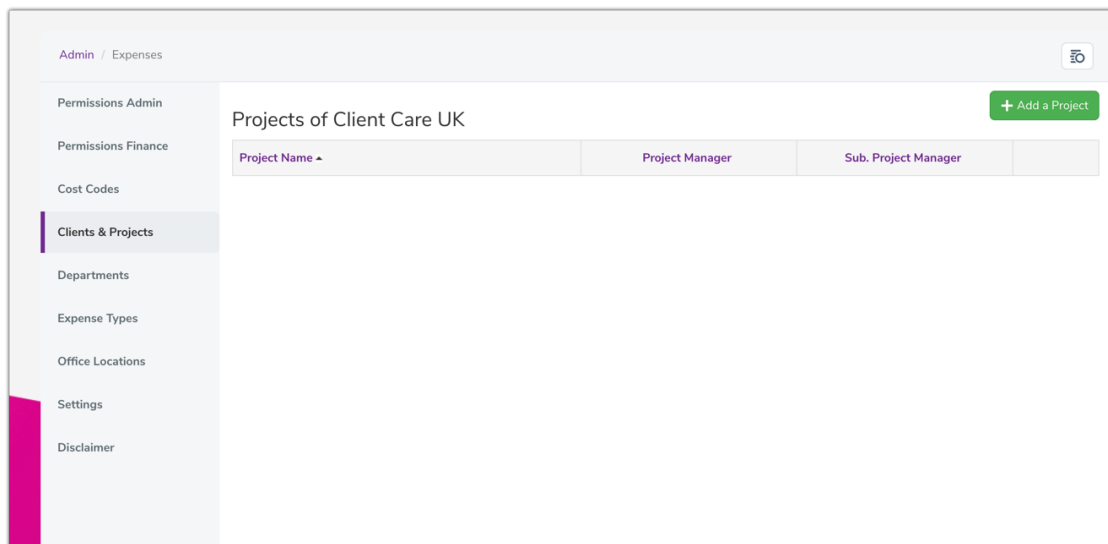 Admin / Expenses
Permissions Admin
Permissions Finance
Cost Codes
Clients & Projects
Departments
Expense Types
Office Locations
Settings
Disclaimer
Projects of Client Care UK
+ Add a Project
Project Name Project Manager Sub. Project Manager